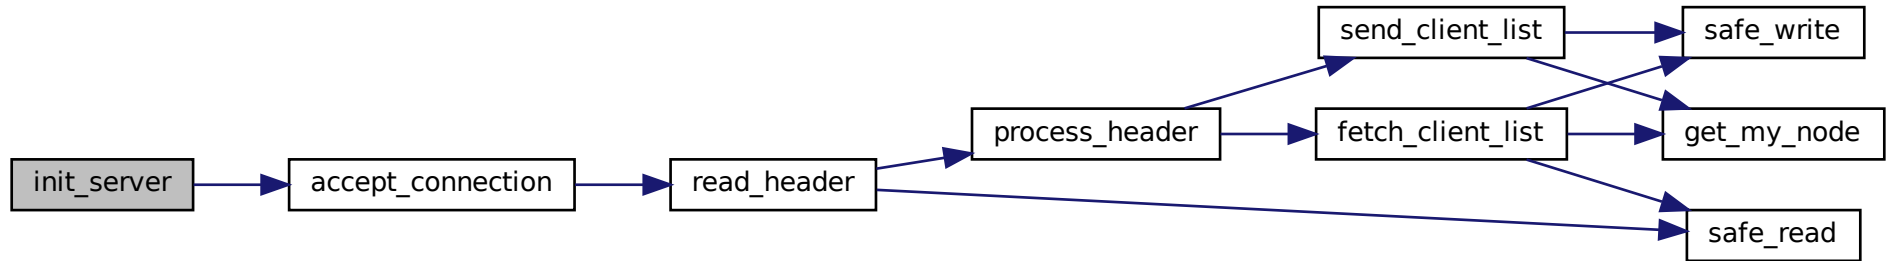 init_server
accept_connection
read_header
process_header
send_client_list
fetch_client_list
safe_write
get_my_node
safe_read